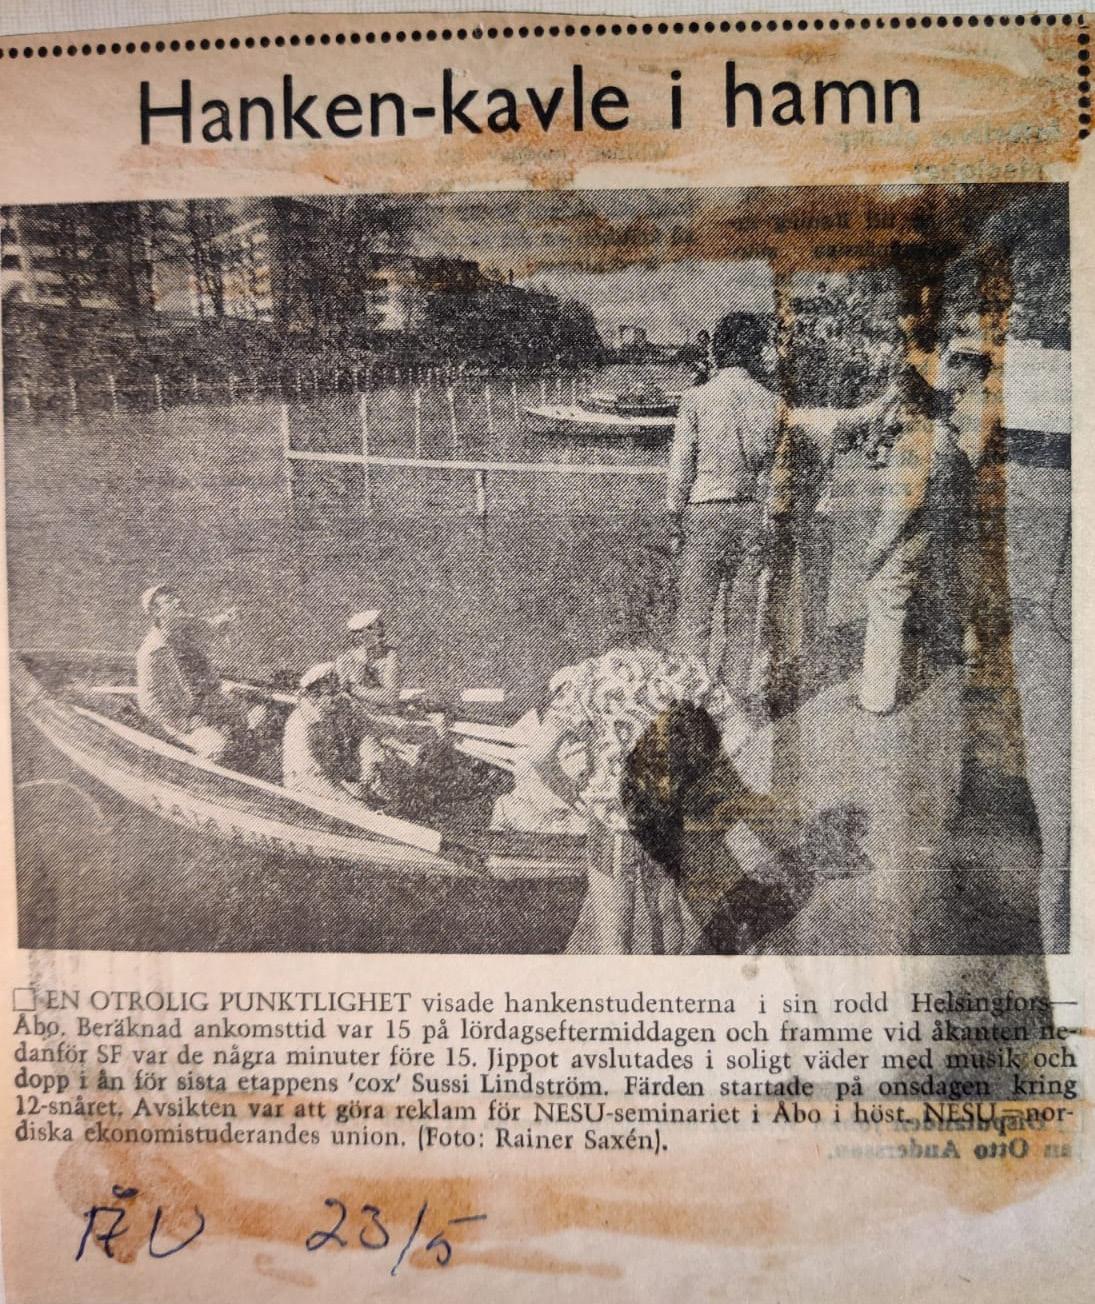 Hanken-kavle i hamn
EN OTROLIG PUNKTLIGHET visade hankenstudenterna i sin rodd Helsingfors—
Åbo. Beräknad ankomsttid var 15 på lördagseftermiddagen och framme vid åkanten ne-
danför SF var de några minuter före 15. Jippot avslutades i soligt väder med musik och
dopp i ån för sista etappens 'cox' Sussi Lindström. Färden startade på onsdagen kring
12-snåret. Avsikten var att göra reklam för NESU-seminariet i Åbo i höst. NESU=nor-
diska ekonomistuderandes union. (Foto: Rainer Saxén).
ÅU 23/5